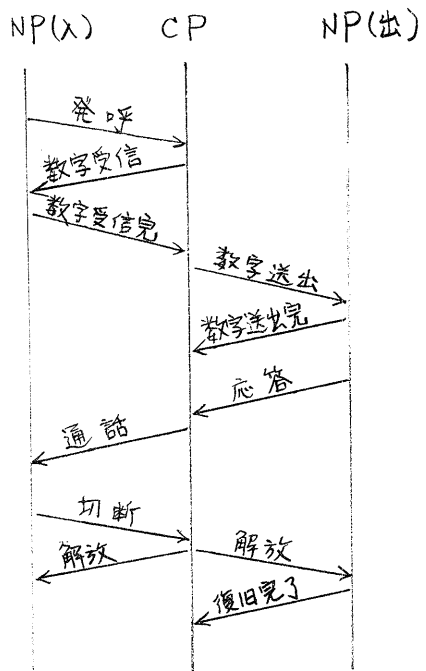 NP(入) CP NP(出)
発呼
数字受信
数字受信完
数字送出
数字送出完
応答
通話
切断
解放 解放
復旧完了